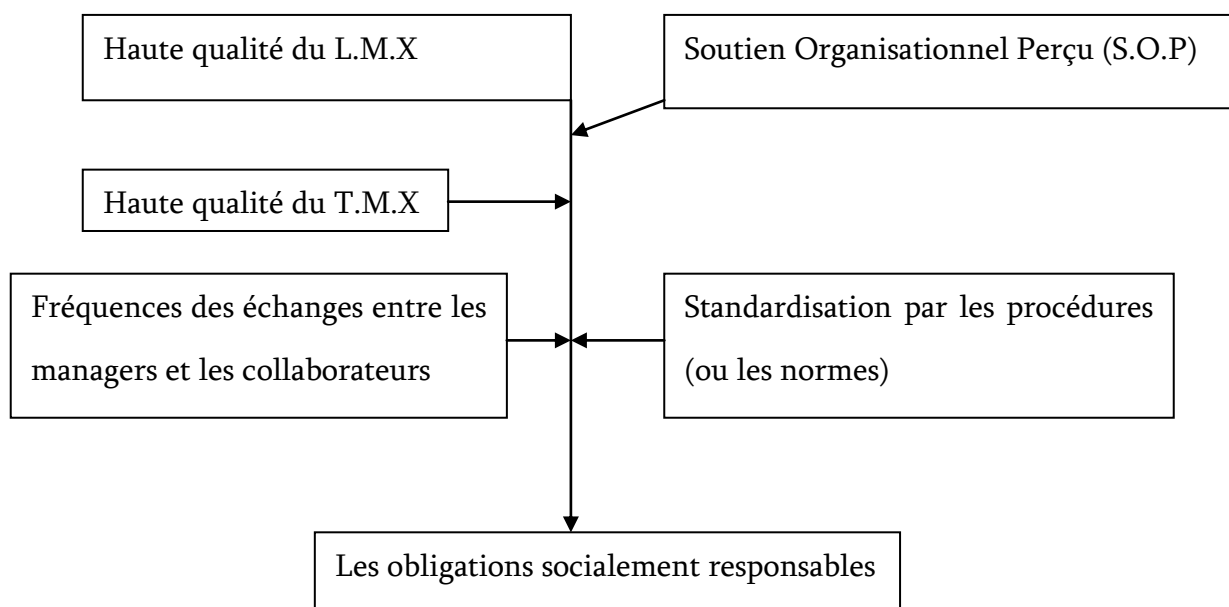 Haute qualité du L.M.X
Soutien Organisationnel Perçu (S.O.P)
Haute qualité du T.M.X
Fréquences des échanges entre les
managers et les collaborateurs
Standardisation par les procédures
(ou les normes)
Les obligations socialement responsables